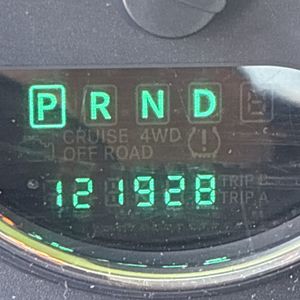 P R N D
CRUISE 4WD
OFF ROAD
121928
TRIP B
TRIP A